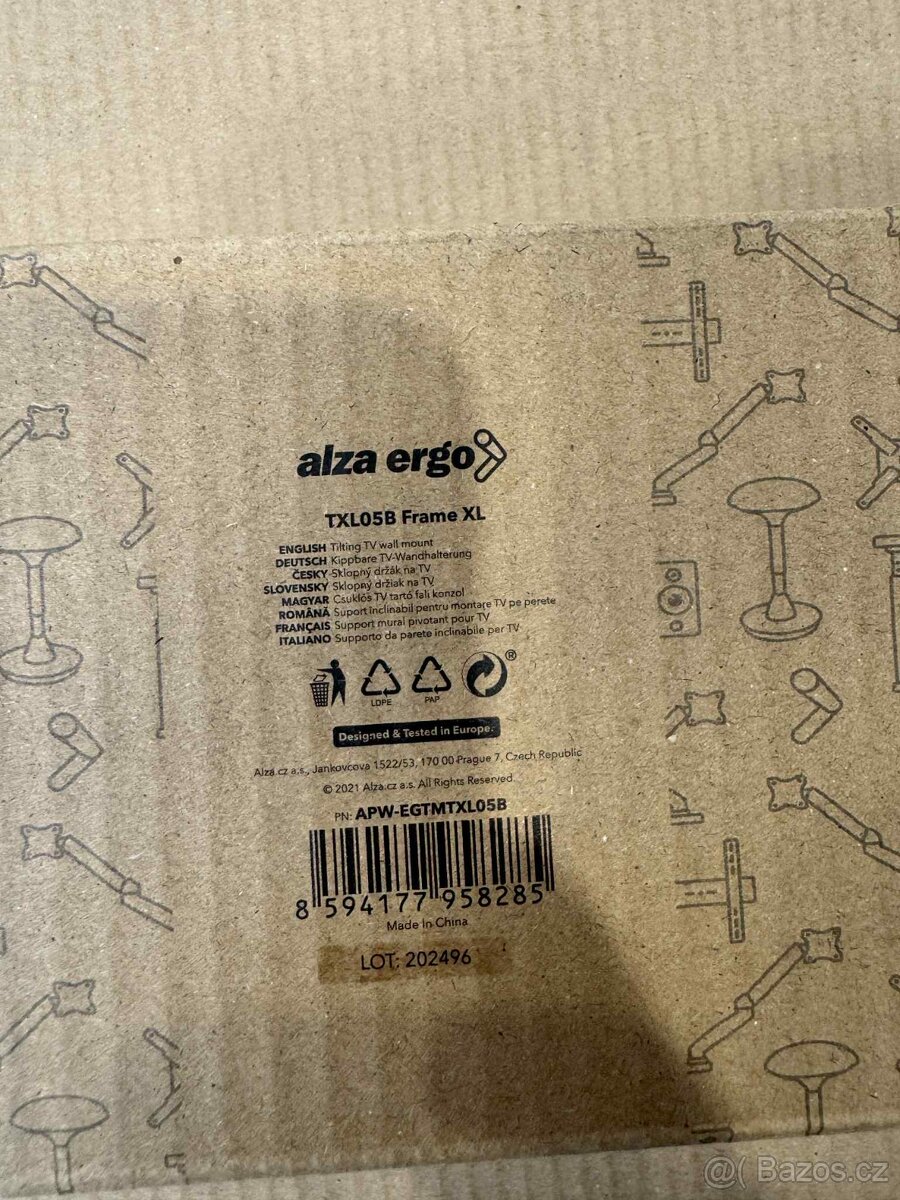 alza ergo
TXL05B Frame XL
ENGLISH Tilting TV wall mount
DEUTSCH Kippbare TV-Wandhalterung
ČESKY Sklopný držák na TV
SLOVENSKY Sklopný držiak na TV
MAGYAR Csuklós TV tartó fali konzol
ROMÂNĂ Suport înclinabil pentru montare TV pe perete
FRANÇAIS Support mural pivotant pour TV
ITALIANO Supporto da parete inclinabile per TV
®
LDPE PAP
Designed & Tested in Europe.
Alza.cz a.s., Jankovcova 1522/53, 170 00 Prague 7, Czech Republic
© 2021 Alza.cz a.s. All Rights Reserved.
PN: APW-EGTMTXL05B
8 594177 958285
Made In China
LOT: 202496
@( Bazos.cz